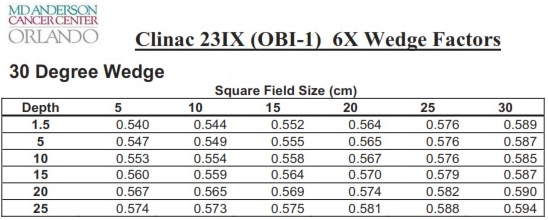 MD ANDERSON
CANCER CENTER
ORLANDO
Clinac 23IX (OBI-1) 6X Wedge Factors
30 Degree Wedge
Square Field Size (cm)
Depth 5 10 15 20 25 30
1.5 0.540 0.544 0.552 0.564 0.576 0.589
5 0.547 0.549 0.555 0.565 0.576 0.587
10 0.553 0.554 0.558 0.567 0.576 0.585
15 0.560 0.559 0.564 0.570 0.579 0.587
20 0.567 0.565 0.569 0.574 0.582 0.590
25 0.574 0.573 0.575 0.581 0.588 0.594